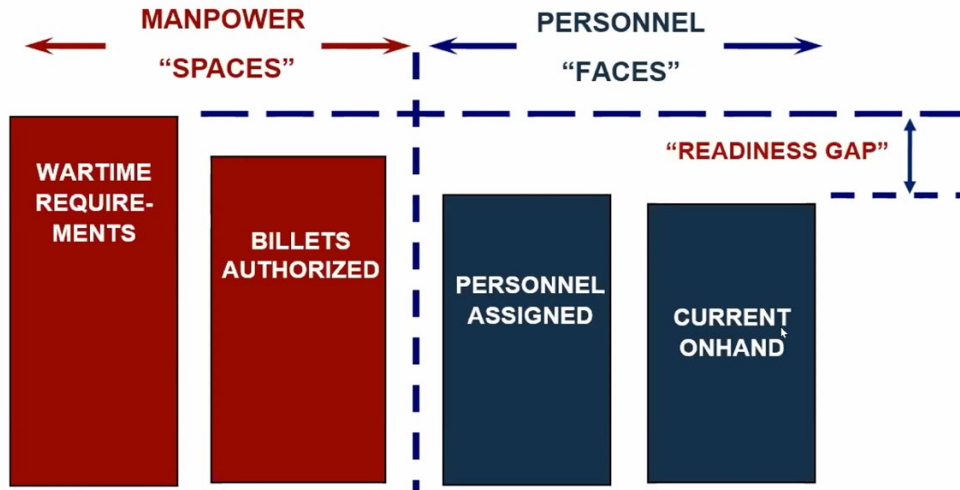 MANPOWER
“SPACES”
PERSONNEL
“FACES”
“READINESS GAP”
WARTIME
REQUIRE-
MENTS
BILLETS
AUTHORIZED
PERSONNEL
ASSIGNED
CURRENT
ONHAND